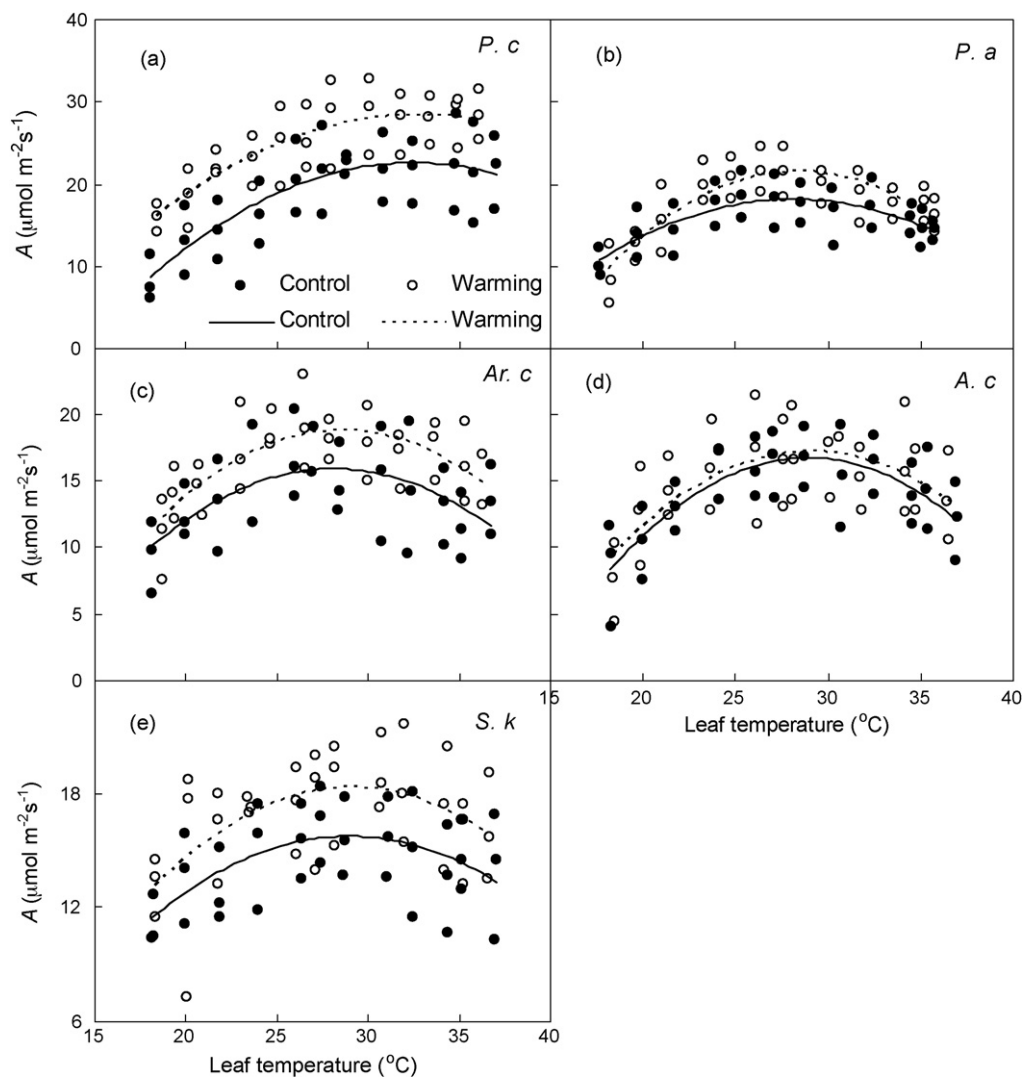 40
(a)
P. c
(b)
P. a
30
20
A (μmol m⁻²s⁻¹)
10
Control
Warming
Control
Warming
0
(c)
Ar. c
(d)
A. c
20
15
A (μmol m⁻²s⁻¹)
10
5
0
15
20
25
30
35
40
Leaf temperature (°C)
(e)
S. k
18
A (μmol m⁻²s⁻¹)
12
6
15
20
25
30
35
40
Leaf temperature (°C)